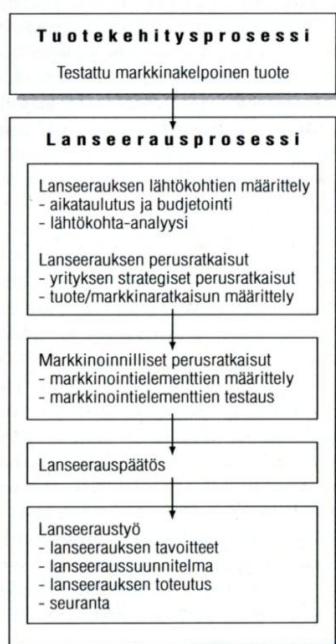 Tuotekehitysprosessi
Testattu markkinakelpoinen tuote
Lanseerausprosessi
Lanseerauksen lähtökohtien määrittely
- aikataulutus ja budjetointi
- lähtökohta-analyysi
Lanseerauksen perusratkaisut
- yrityksen strategiset perusratkaisut
- tuote/markkinaratkaisun määrittely
Markkinoinnilliset perusratkaisut
- markkinointielementtien määrittely
- markkinointielementtien testaus
Lanseerauspäätös
Lanseeraustyö
- lanseerauksen tavoitteet
- lanseeraussuunnitelma
- lanseerauksen toteutus
- seuranta